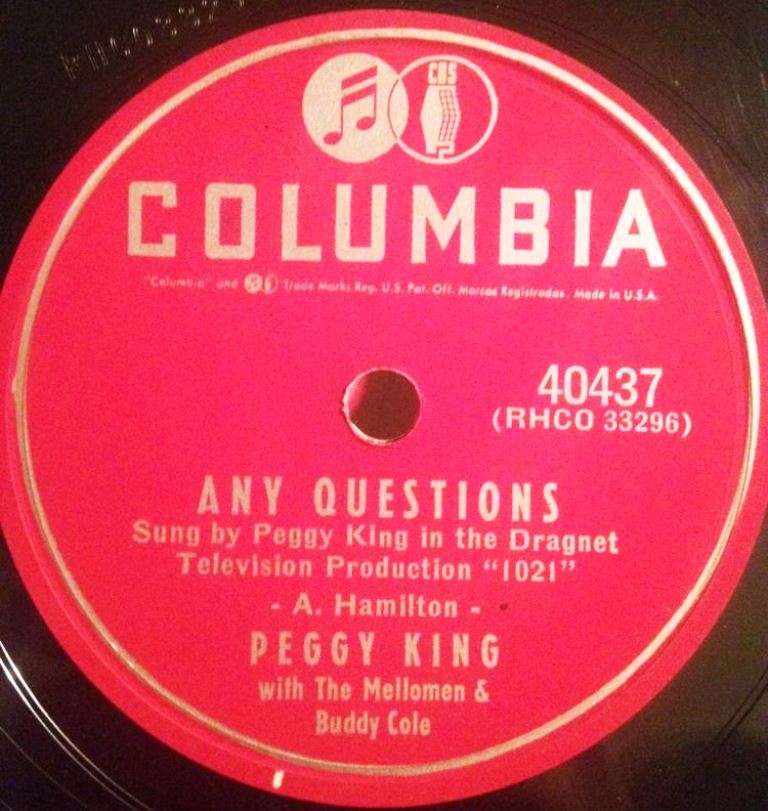 CBS
COLUMBIA
"Columbia" and Trade Marks Reg. U.S. Pat. Off. Marcas Registradas. Made in U.S.A.
40437
(RHCO 33296)
ANY QUESTIONS
Sung by Peggy King in the Dragnet
Television Production "1021"
- A. Hamilton -
PEGGY KING
with The Mellomen &
Buddy Cole